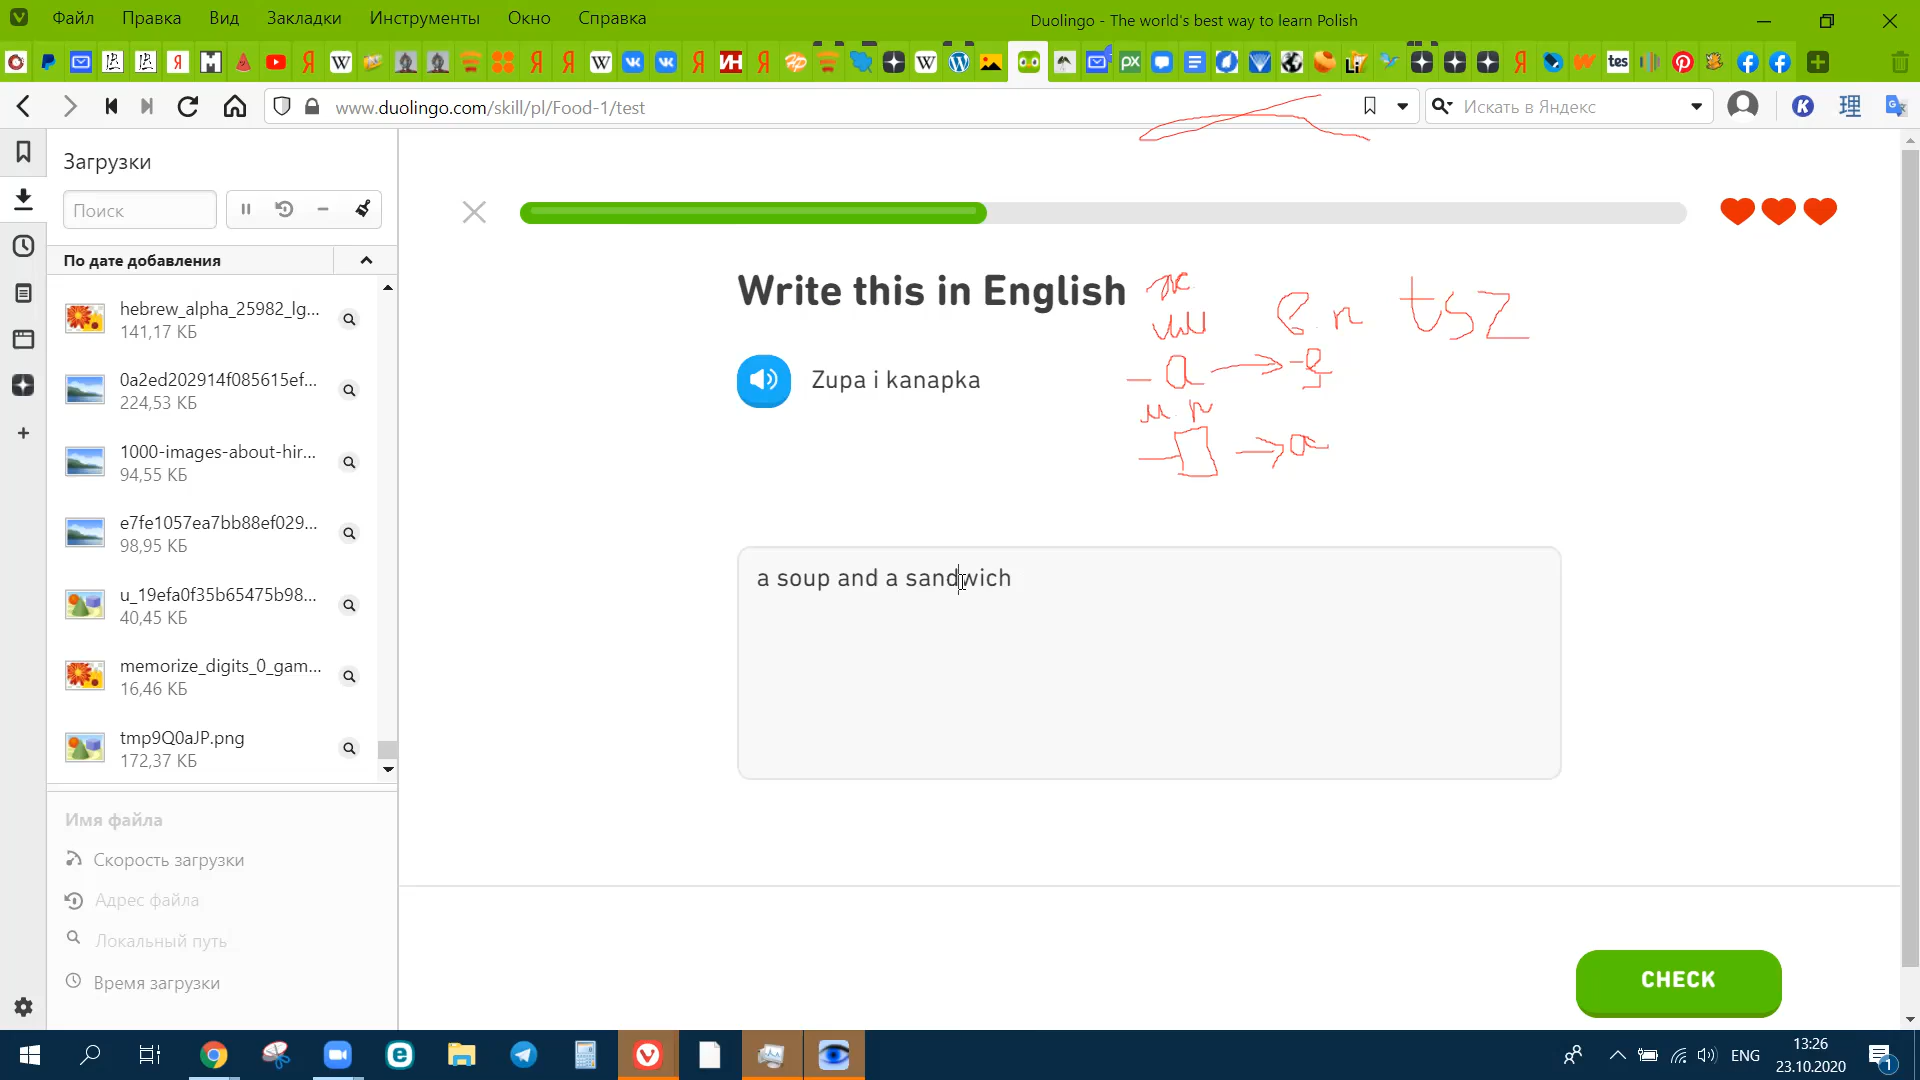 Файл Правка Вид Закладки Инструменты Окно Справка
Duolingo - The world's best way to learn Polish
www.duolingo.com/skill/pl/Food-1/test
Искать в Яндекс
Загрузки
Поиск
По дате добавления
hebrew_alpha_25982_lg...
141,17 КБ
0a2ed202914f085615ef...
224,53 КБ
1000-images-about-hir...
94,55 КБ
e7fe1057ea7bb88ef029...
98,95 КБ
u_19efa0f35b65475b98...
40,45 КБ
memorize_digits_0_gam...
16,46 КБ
tmp9Q0aJP.png
172,37 КБ
Имя файла
Скорость загрузки
Адрес файла
Локальный путь
Время загрузки
Write this in English
Zupa i kanapka
tsz
a → ę
→ a
a soup and a sandwich
CHECK
ENG
13:26
23.10.2020
1